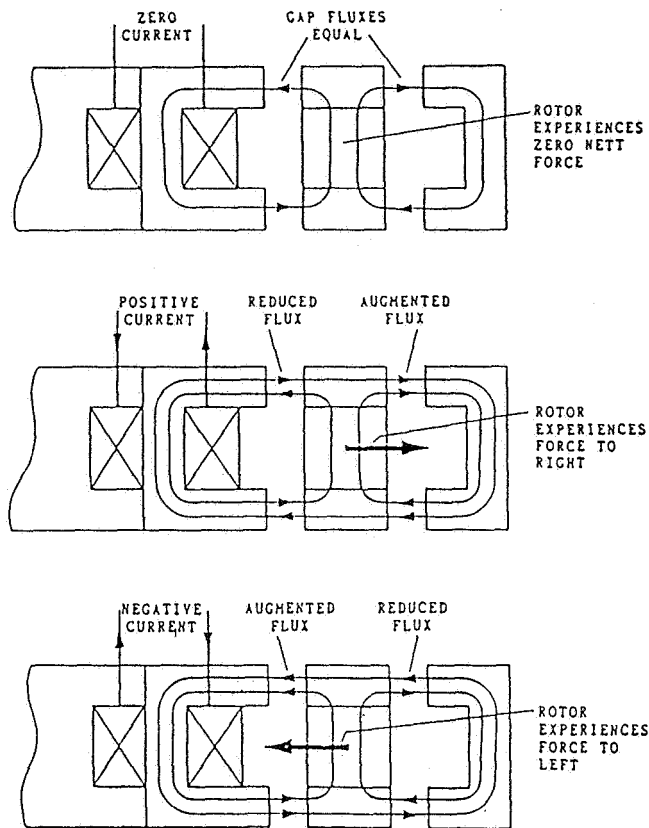 ZERO
CURRENT
GAP FLUXES
EQUAL
ROTOR
EXPERIENCES
ZERO NETT
FORCE
POSITIVE
CURRENT
REDUCED
FLUX
AUGMENTED
FLUX
ROTOR
EXPERIENCES
FORCE TO
RIGHT
NEGATIVE
CURRENT
AUGMENTED
FLUX
REDUCED
FLUX
ROTOR
EXPERIENCES
FORCE TO
LEFT